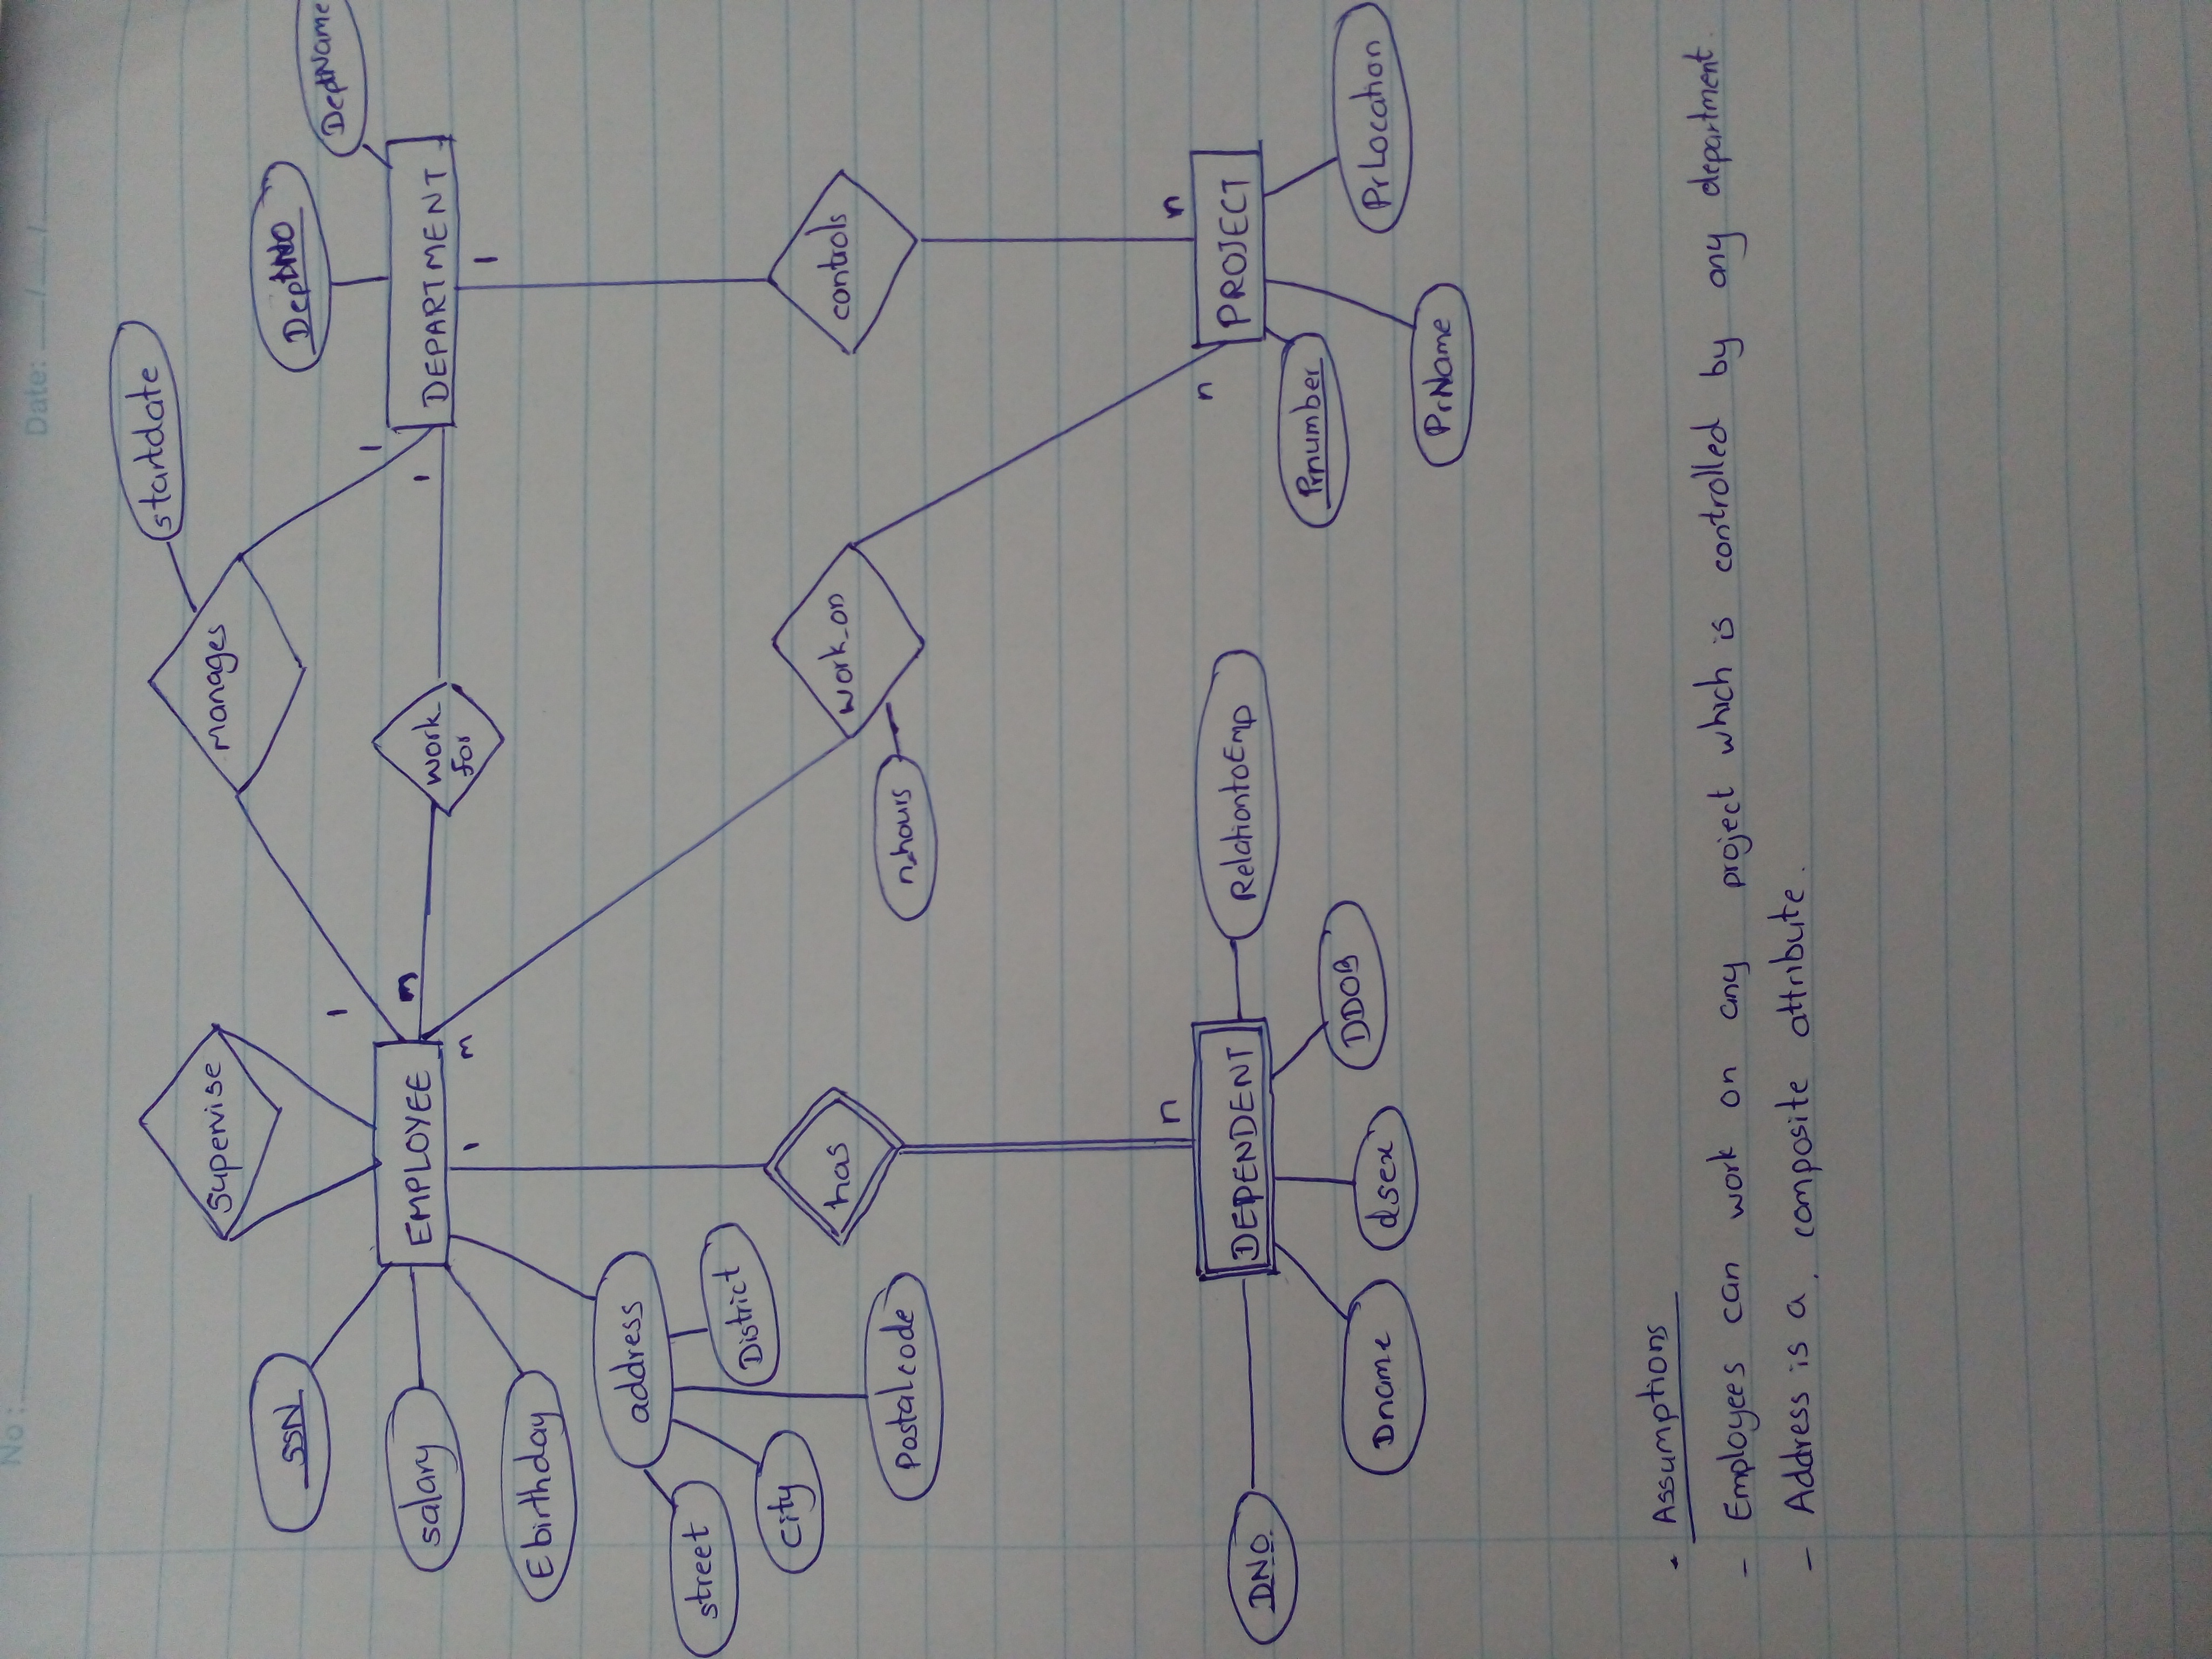 No :
Date: / /
startdate
supervise
manages
SSN
DeptNO
DeptName
salary
EMPLOYEE
1
m
m
1
work_
for
1
1
DEPARTMENT
1
Ebirthday
address
street
District
city
Postalcode
has
work_on
n_hours
controls
n
n
n
DNO
DEPENDENT
RelationtoEmp
PROJECT
Prnumber
Dname
dsex
DDOB
PrLocation
PrName
. Assumptions
- Employees can work on any project which is controlled by any department.
- Address is a composite attribute.